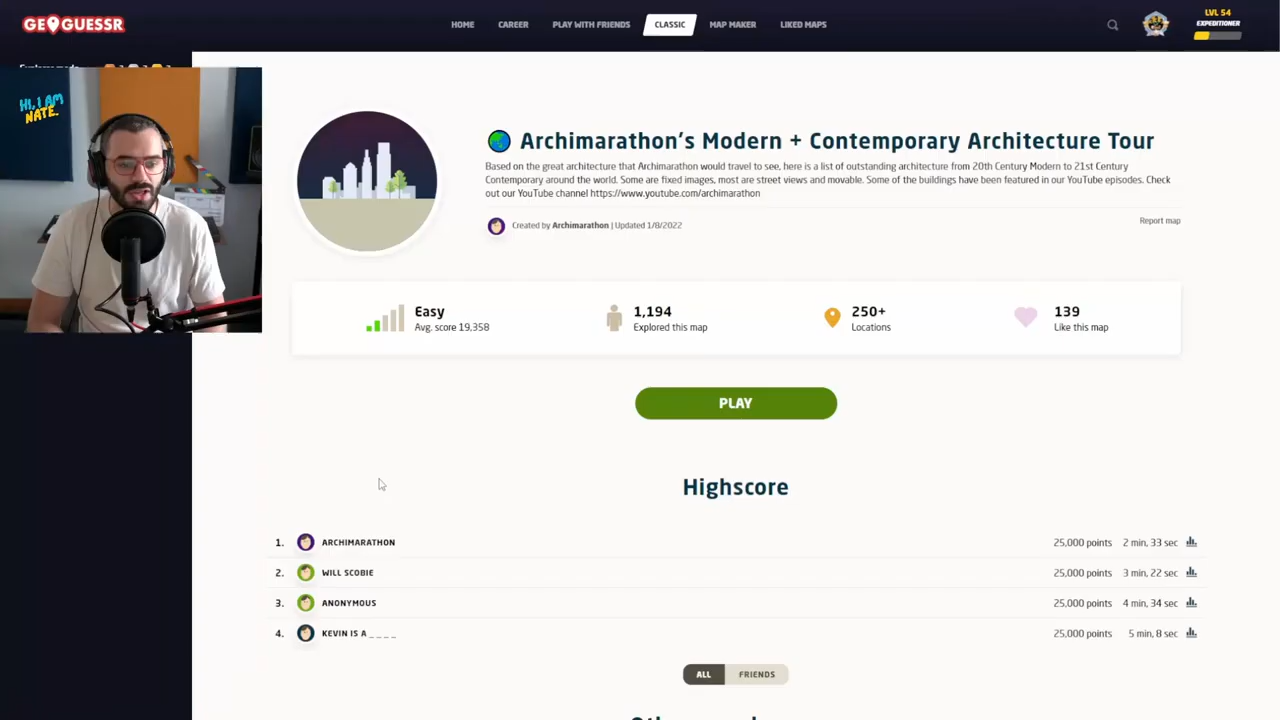 GEOGUESSR
HOME
CAREER
PLAY WITH FRIENDS
CLASSIC
MAP MAKER
LIKED MAPS
LVL 54
EXPEDITIONER
HI, I AM
NATE.
Archimarathon's Modern + Contemporary Architecture Tour
Based on the great architecture that Archimarathon would travel to see, here is a list of outstanding architecture from 20th Century Modern to 21st Century
Contemporary around the world. Some are fixed images, most are street views and movable. Some of the buildings have been featured in our YouTube episodes. Check
out our YouTube channel https://www.youtube.com/archimarathon
Created by Archimarathon | Updated 1/8/2022
Report map
Easy
Avg. score 19,358
1,194
Explored this map
250+
Locations
139
Like this map
PLAY
Highscore
1. ARCHIMARATHON 25,000 points 2 min, 33 sec
2. WILL SCOBIE 25,000 points 3 min, 22 sec
3. ANONYMOUS 25,000 points 4 min, 34 sec
4. KEVIN IS A _ _ _ _ 25,000 points 5 min, 8 sec
ALL
FRIENDS